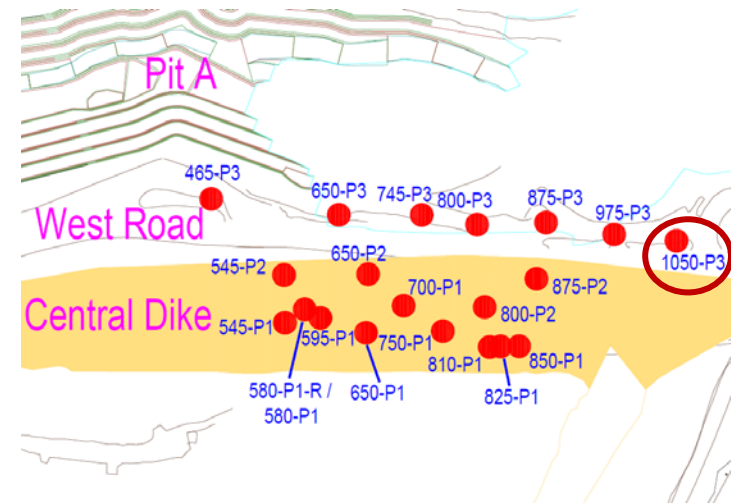 Pit A
465-P3
650-P3
745-P3
800-P3
875-P3
975-P3
1050-P3
West Road
545-P2
650-P2
875-P2
700-P1
800-P2
Central Dike
545-P1
595-P1
750-P1
810-P1
850-P1
580-P1-R /
580-P1
650-P1
825-P1